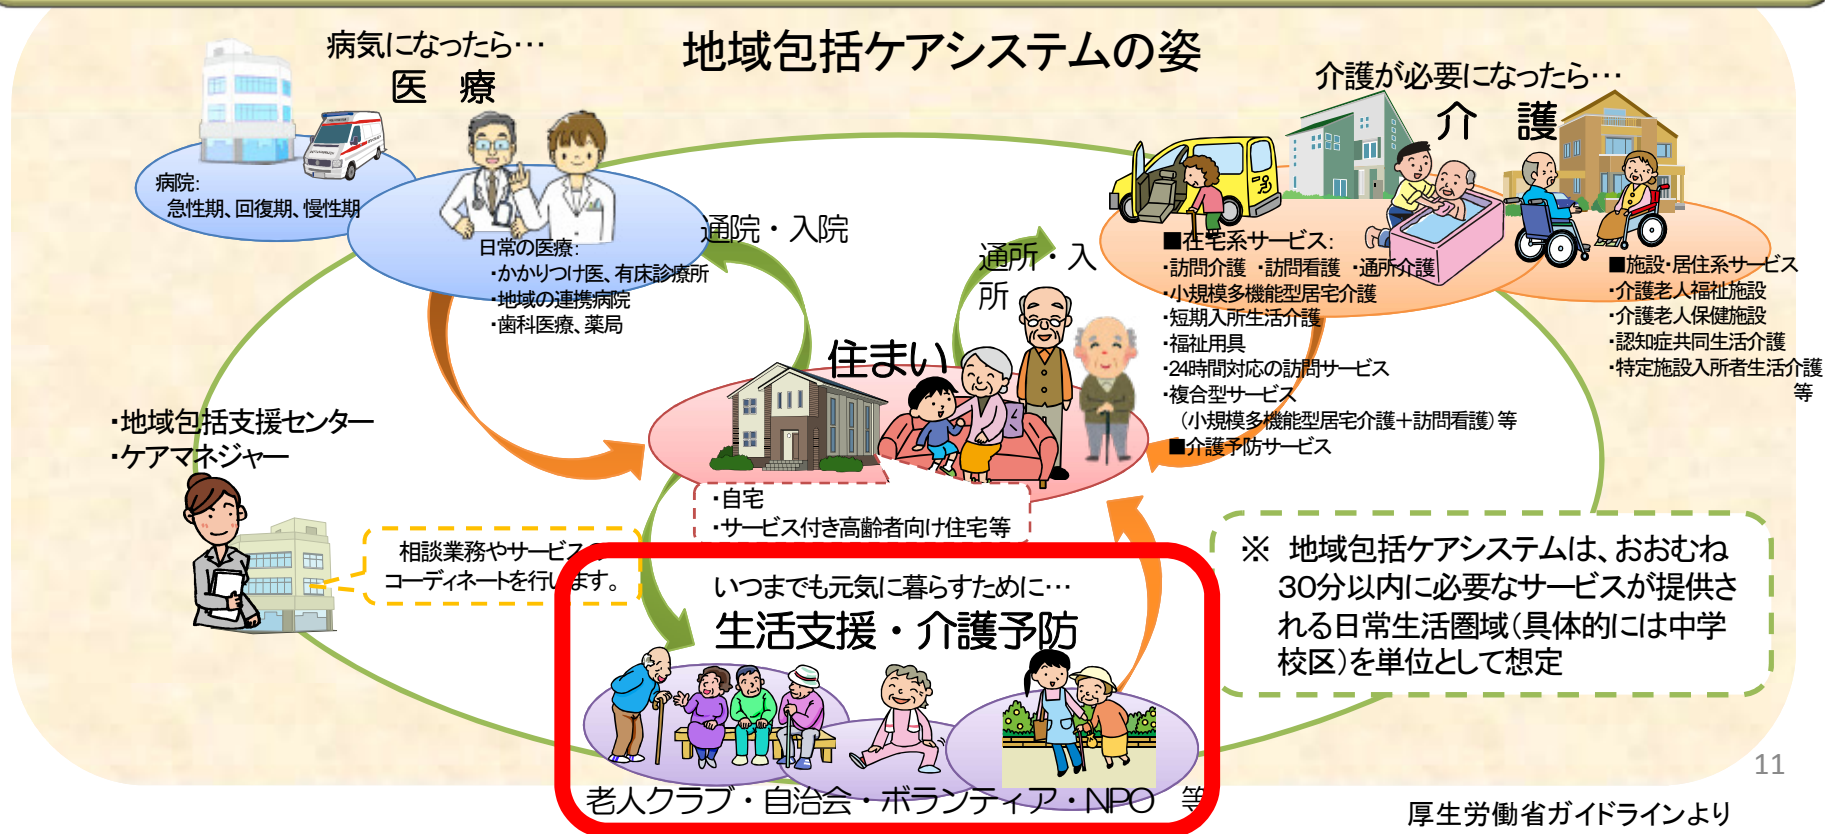 地域包括ケアシステムの姿
病気になったら･･･
医 療
病院:
急性期、回復期、慢性期
日常の医療:
・かかりつけ医、有床診療所
・地域の連携病院
・歯科医療、薬局
通院・入院
通所・入
所
介護が必要になったら･･･
介 護
■在宅系サービス:
・訪問介護 ・訪問看護 ・通所介護
・小規模多機能型居宅介護
・短期入所生活介護
・福祉用具
・24時間対応の訪問サービス
・複合型サービス
（小規模多機能型居宅介護＋訪問看護）等
■介護予防サービス
■施設・居住系サービス
・介護老人福祉施設
・介護老人保健施設
・認知症共同生活介護
・特定施設入所者生活介護
等
住まい
・自宅
・サービス付き高齢者向け住宅等
・地域包括支援センター
・ケアマネジャー
相談業務やサービスの
コーディネートを行います。
いつまでも元気に暮らすために･･･
生活支援・介護予防
老人クラブ・自治会・ボランティア・NPO 等
※ 地域包括ケアシステムは、おおむね
30分以内に必要なサービスが提供さ
れる日常生活圏域（具体的には中学
校区）を単位として想定
11
厚生労働省ガイドラインより